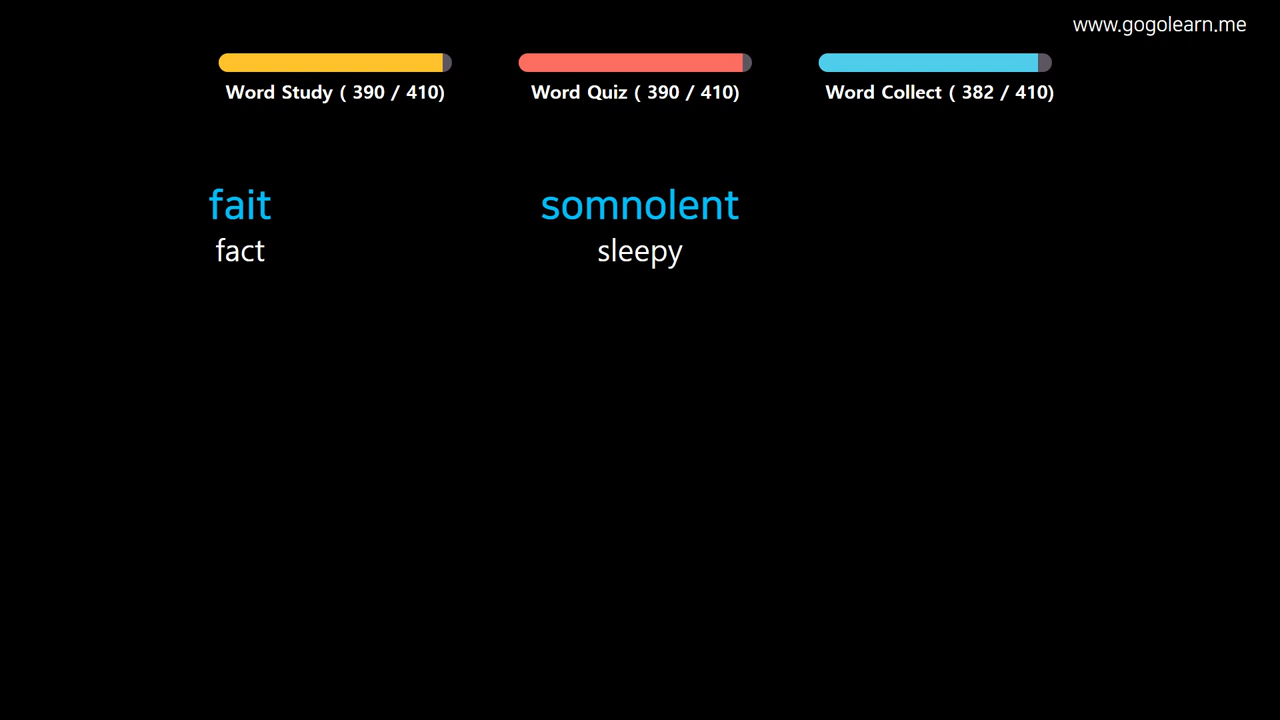 www.gogolearn.me
Word Study ( 390 / 410)
Word Quiz ( 390 / 410)
Word Collect ( 382 / 410)
fait
fact
somnolent
sleepy